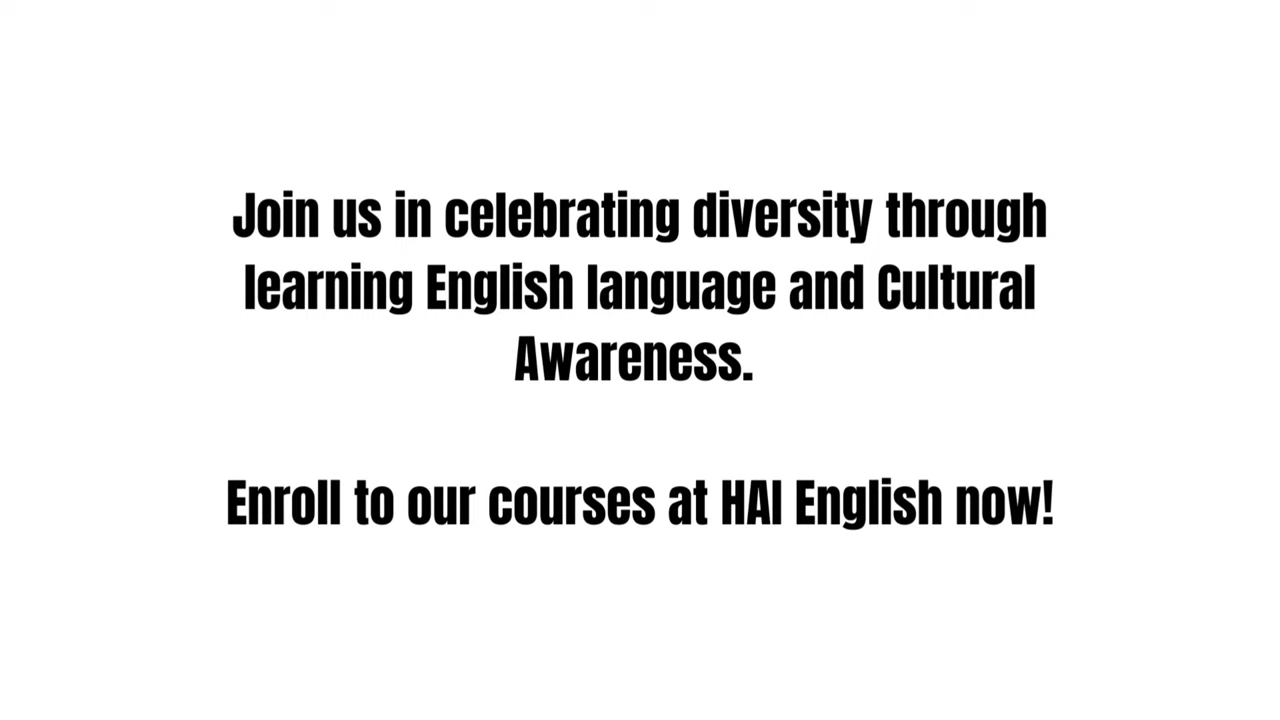 Join us in celebrating diversity through
learning English language and Cultural
Awareness.
Enroll to our courses at HAI English now!